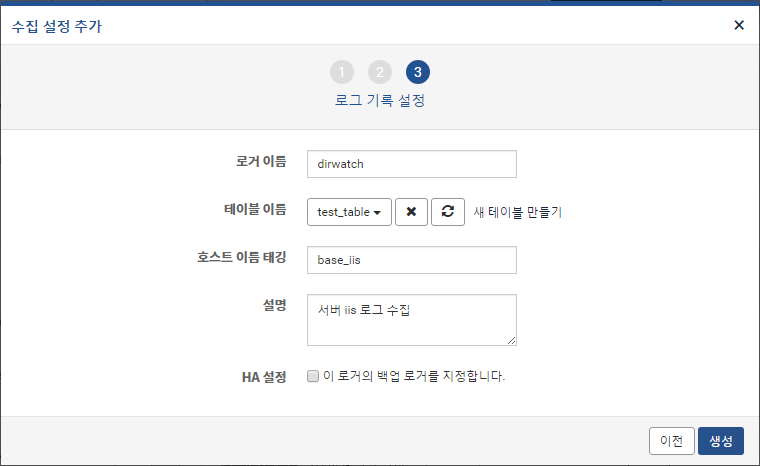 수집 설정 추가
1 2 3
로그 기록 설정
로거 이름 dirwatch
테이블 이름 test_table 새 테이블 만들기
호스트 이름 태깅 base_iis
설명 서버 iis 로그 수집
HA 설정 이 로거의 백업 로거를 지정합니다.
이전 생성